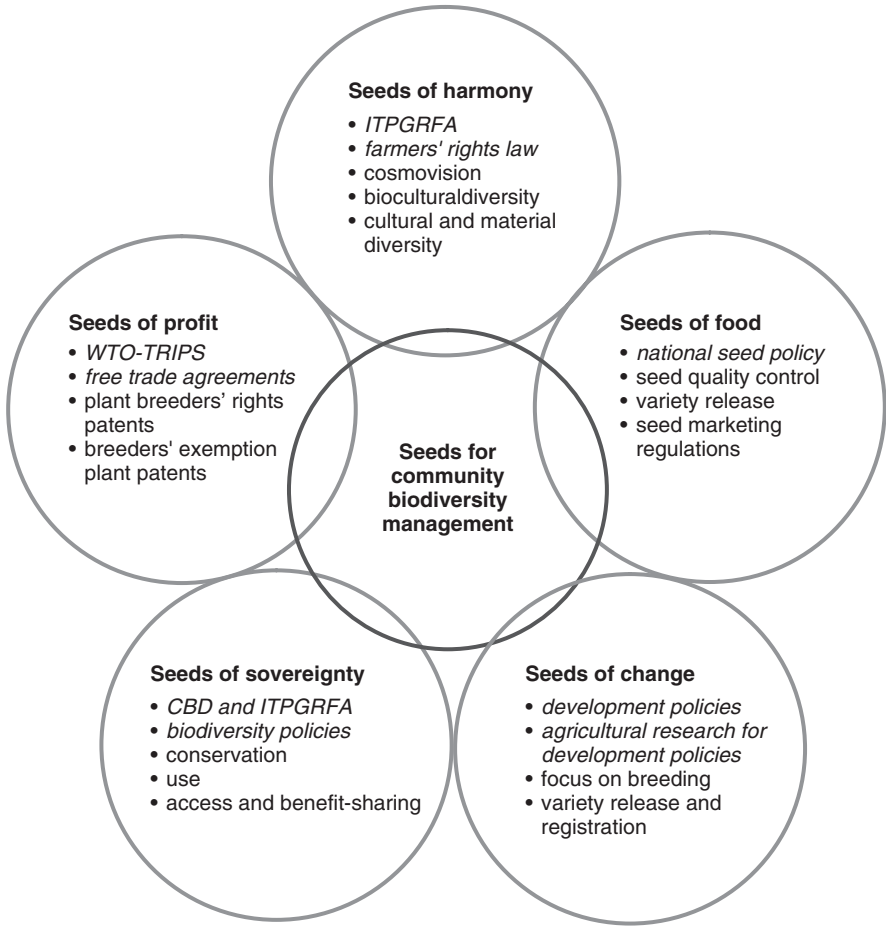 Seeds of harmony
• ITPGRFA
• farmers' rights law
• cosmovision
• bioculturaldiversity
• cultural and material
diversity
Seeds of profit
• WTO-TRIPS
• free trade agreements
• plant breeders’ rights
patents
• breeders' exemption
plant patents
Seeds of food
• national seed policy
• seed quality control
• variety release
• seed marketing
regulations
Seeds for
community
biodiversity
management
Seeds of sovereignty
• CBD and ITPGRFA
• biodiversity policies
• conservation
• use
• access and benefit-sharing
Seeds of change
• development policies
• agricultural research for
development policies
• focus on breeding
• variety release and
registration